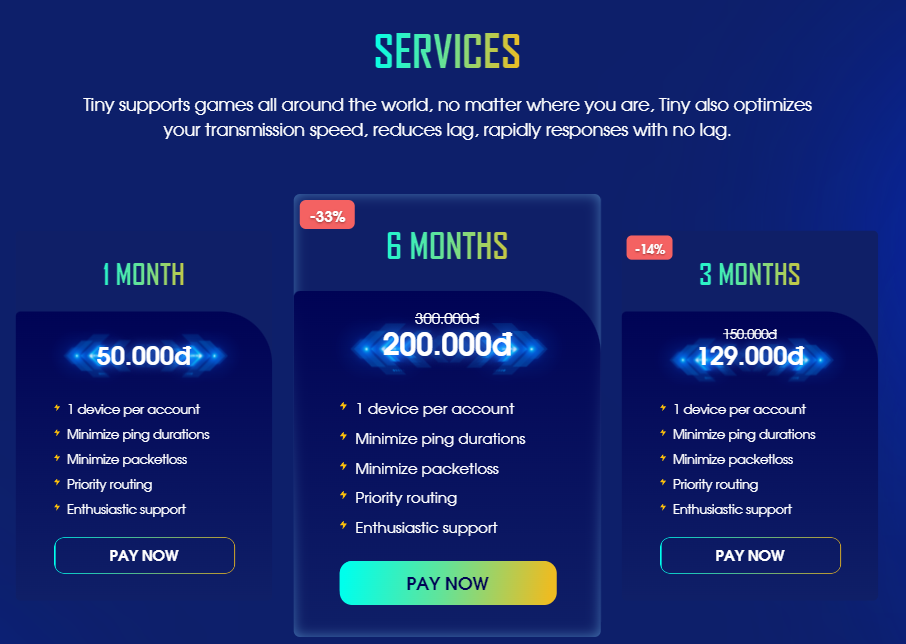 SERVICES
Tiny supports games all around the world, no matter where you are, Tiny also optimizes
your transmission speed, reduces lag, rapidly responses with no lag.
1 MONTH
50.000đ
1 device per account
Minimize ping durations
Minimize packetloss
Priority routing
Enthusiastic support
PAY NOW
-33%
6 MONTHS
300.000đ
200.000đ
1 device per account
Minimize ping durations
Minimize packetloss
Priority routing
Enthusiastic support
PAY NOW
-14%
3 MONTHS
150.000đ
129.000đ
1 device per account
Minimize ping durations
Minimize packetloss
Priority routing
Enthusiastic support
PAY NOW